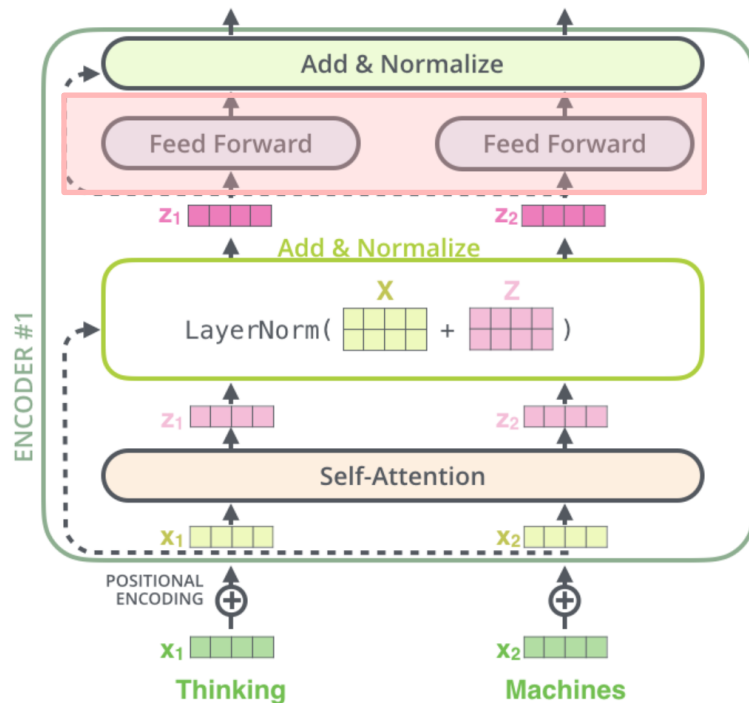 Add & Normalize
Feed Forward Feed Forward
z₁ z₂
Add & Normalize
X Z
LayerNorm( + )
ENCODER #1
z₁ z₂
Self-Attention
x₁ x₂
POSITIONAL
ENCODING
x₁ x₂
Thinking Machines